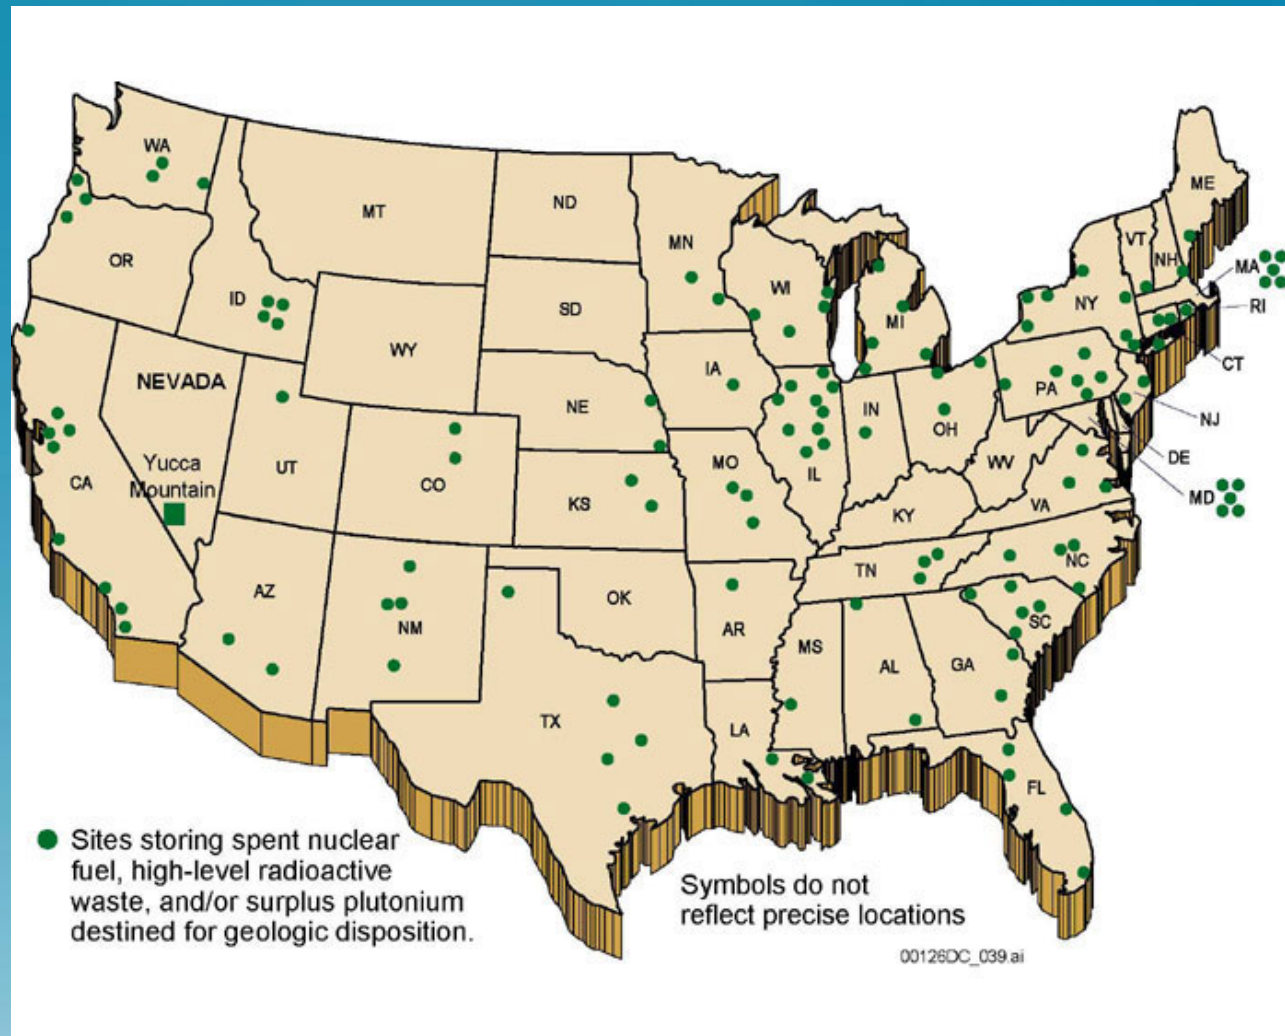 WA
MT
ND
MN
OR
ID
SD
WI
MI
VT
NH
ME
NY
MA
RI
CT
WY
NEVADA
IA
NE
PA
NJ
IN
OH
DE
MD
Yucca
Mountain
CA
UT
CO
KS
MO
IL
WV
VA
KY
AZ
NM
OK
AR
TN
NC
SC
MS
AL
GA
TX
LA
FL
Sites storing spent nuclear
fuel, high-level radioactive
waste, and/or surplus plutonium
destined for geologic disposition.
Symbols do not
reflect precise locations
00126DC_039.ai